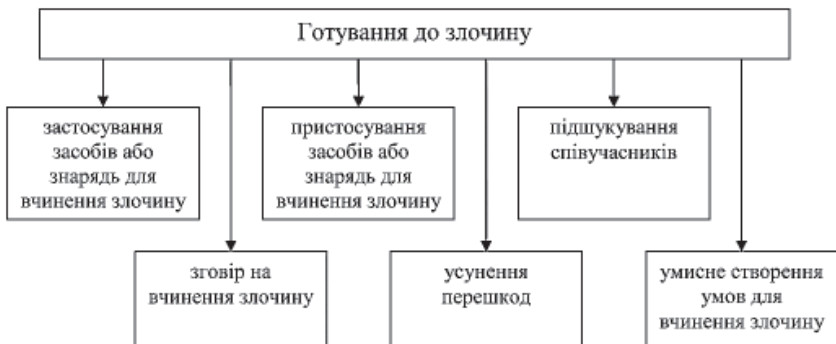 Готування до злочину
застосування
засобів або
знарядь для
вчинення злочину
пристосування
засобів або
знарядь для
вчинення злочину
підшукування
співучасників
зговір на
вчинення злочину
усунення
перешкод
умисне створення
умов для
вчинення злочину